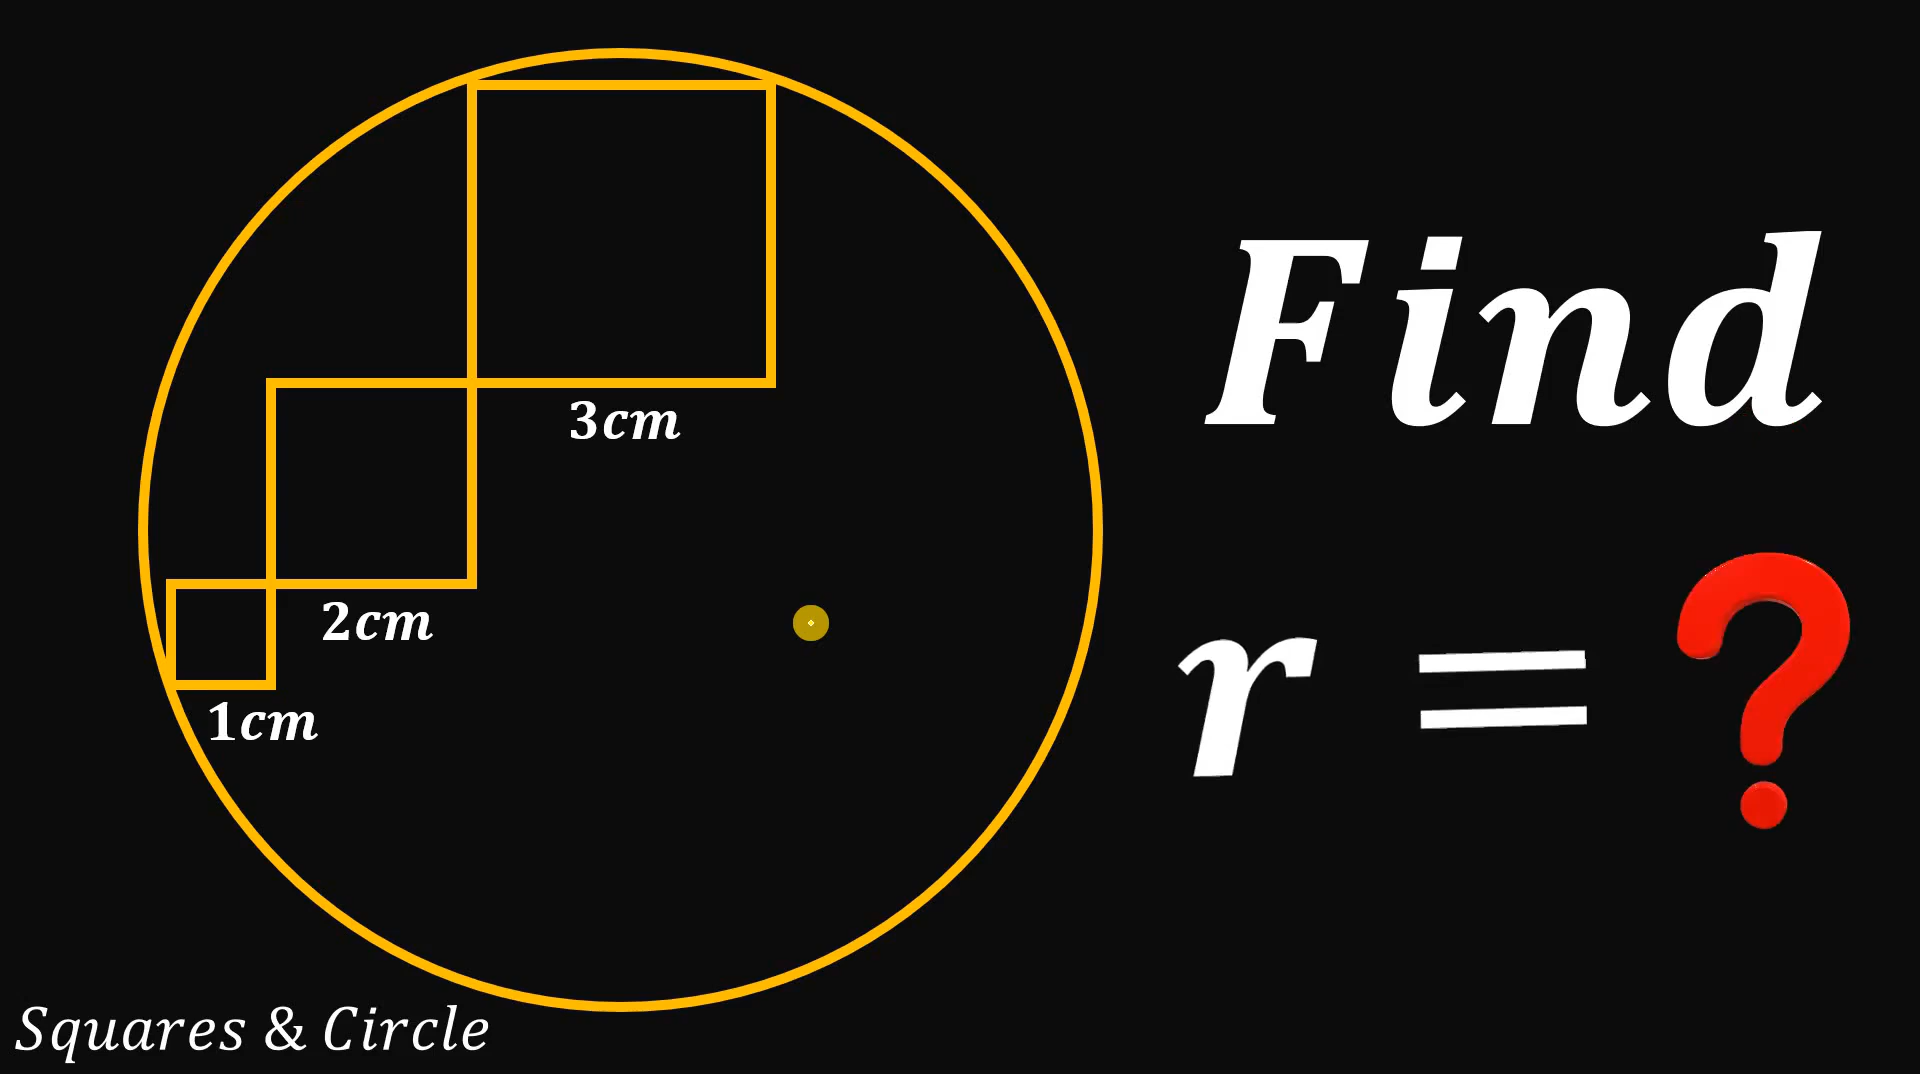 Find
3cm
2cm
r = ?
1cm
Squares & Circle